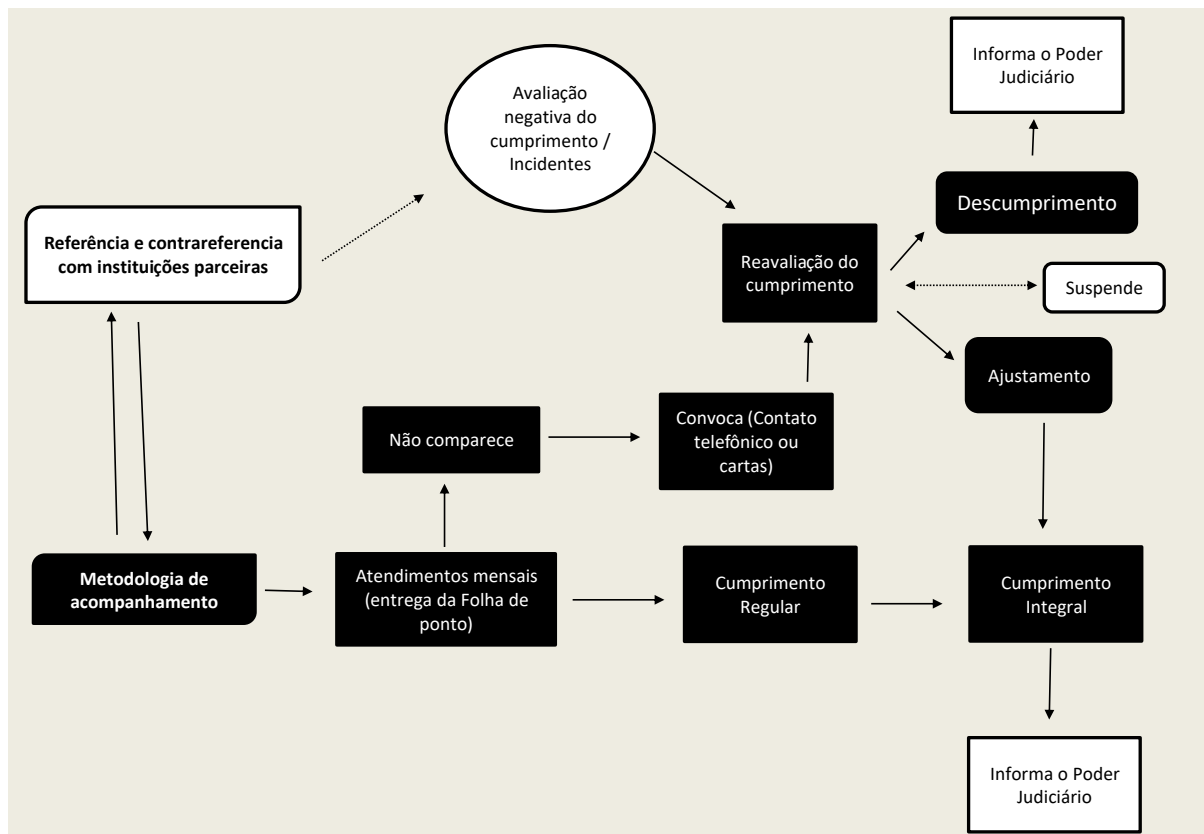 Informa o Poder
Judiciário
Avaliação
negativa do
cumprimento /
Incidentes
Descumprimento
Referência e contrareferencia
com instituições parceiras
Reavaliação do
cumprimento
Suspende
Ajustamento
Não comparece
Convoca (Contato
telefônico ou
cartas)
Metodologia de
acompanhamento
Atendimentos mensais
(entrega da Folha de
ponto)
Cumprimento
Regular
Cumprimento
Integral
Informa o Poder
Judiciário